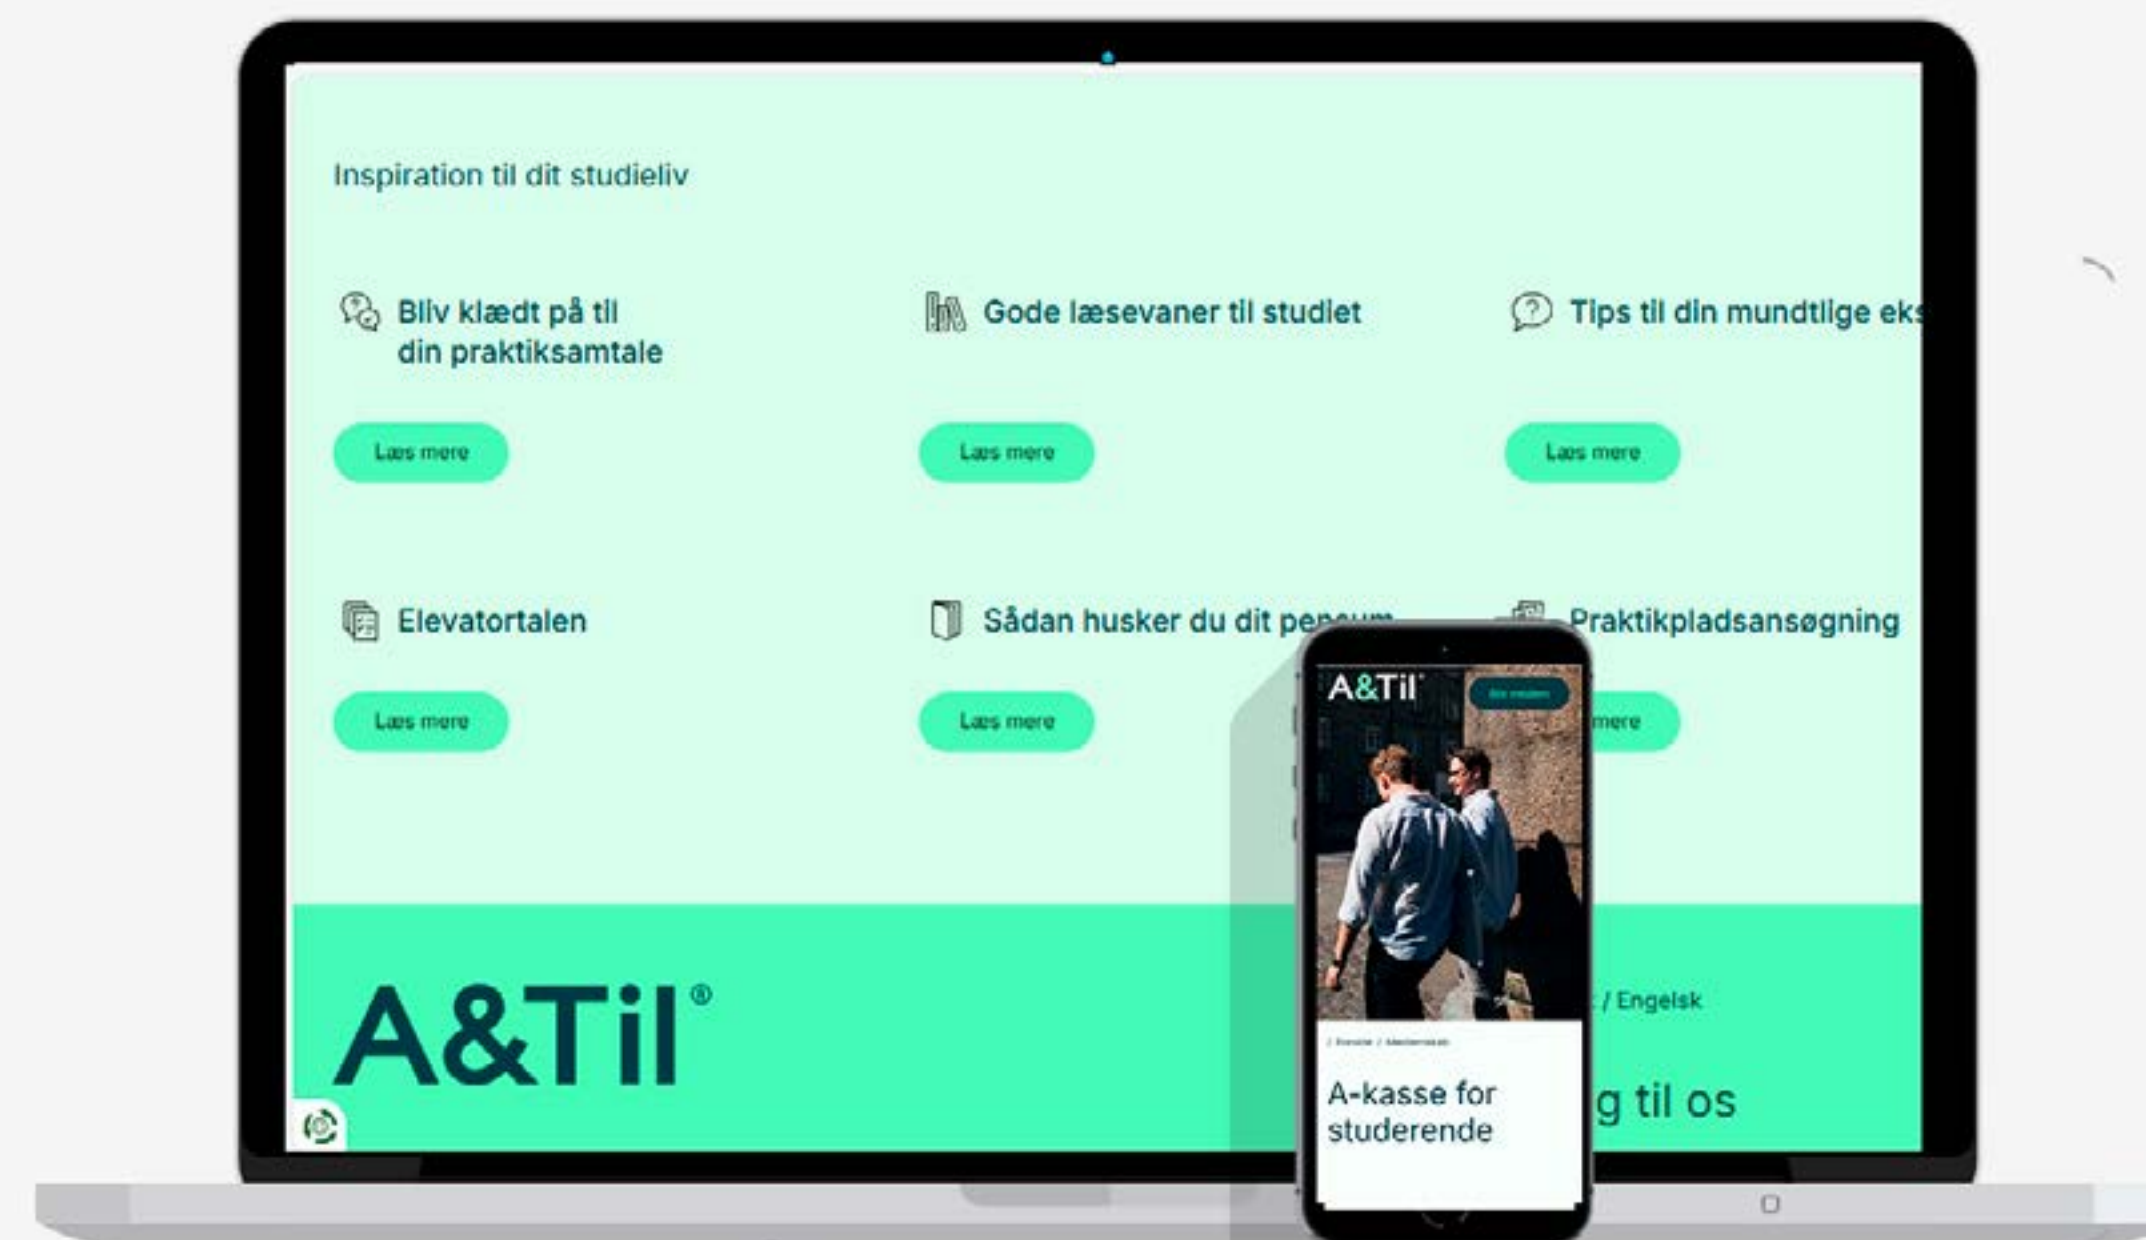 Inspiration til dit studieliv
Bliv klædt på til
din praktiksamtale
Læs mere
Gode læsevaner til studiet
Læs mere
Tips til din mundtlige eks
Læs mere
Elevatortalen
Læs mere
Sådan husker du dit pensum
Læs mere
Praktikpladsansøgning
mere
A&Til®
/ Engelsk
g til os
A&Til
A-kasse for
studerende